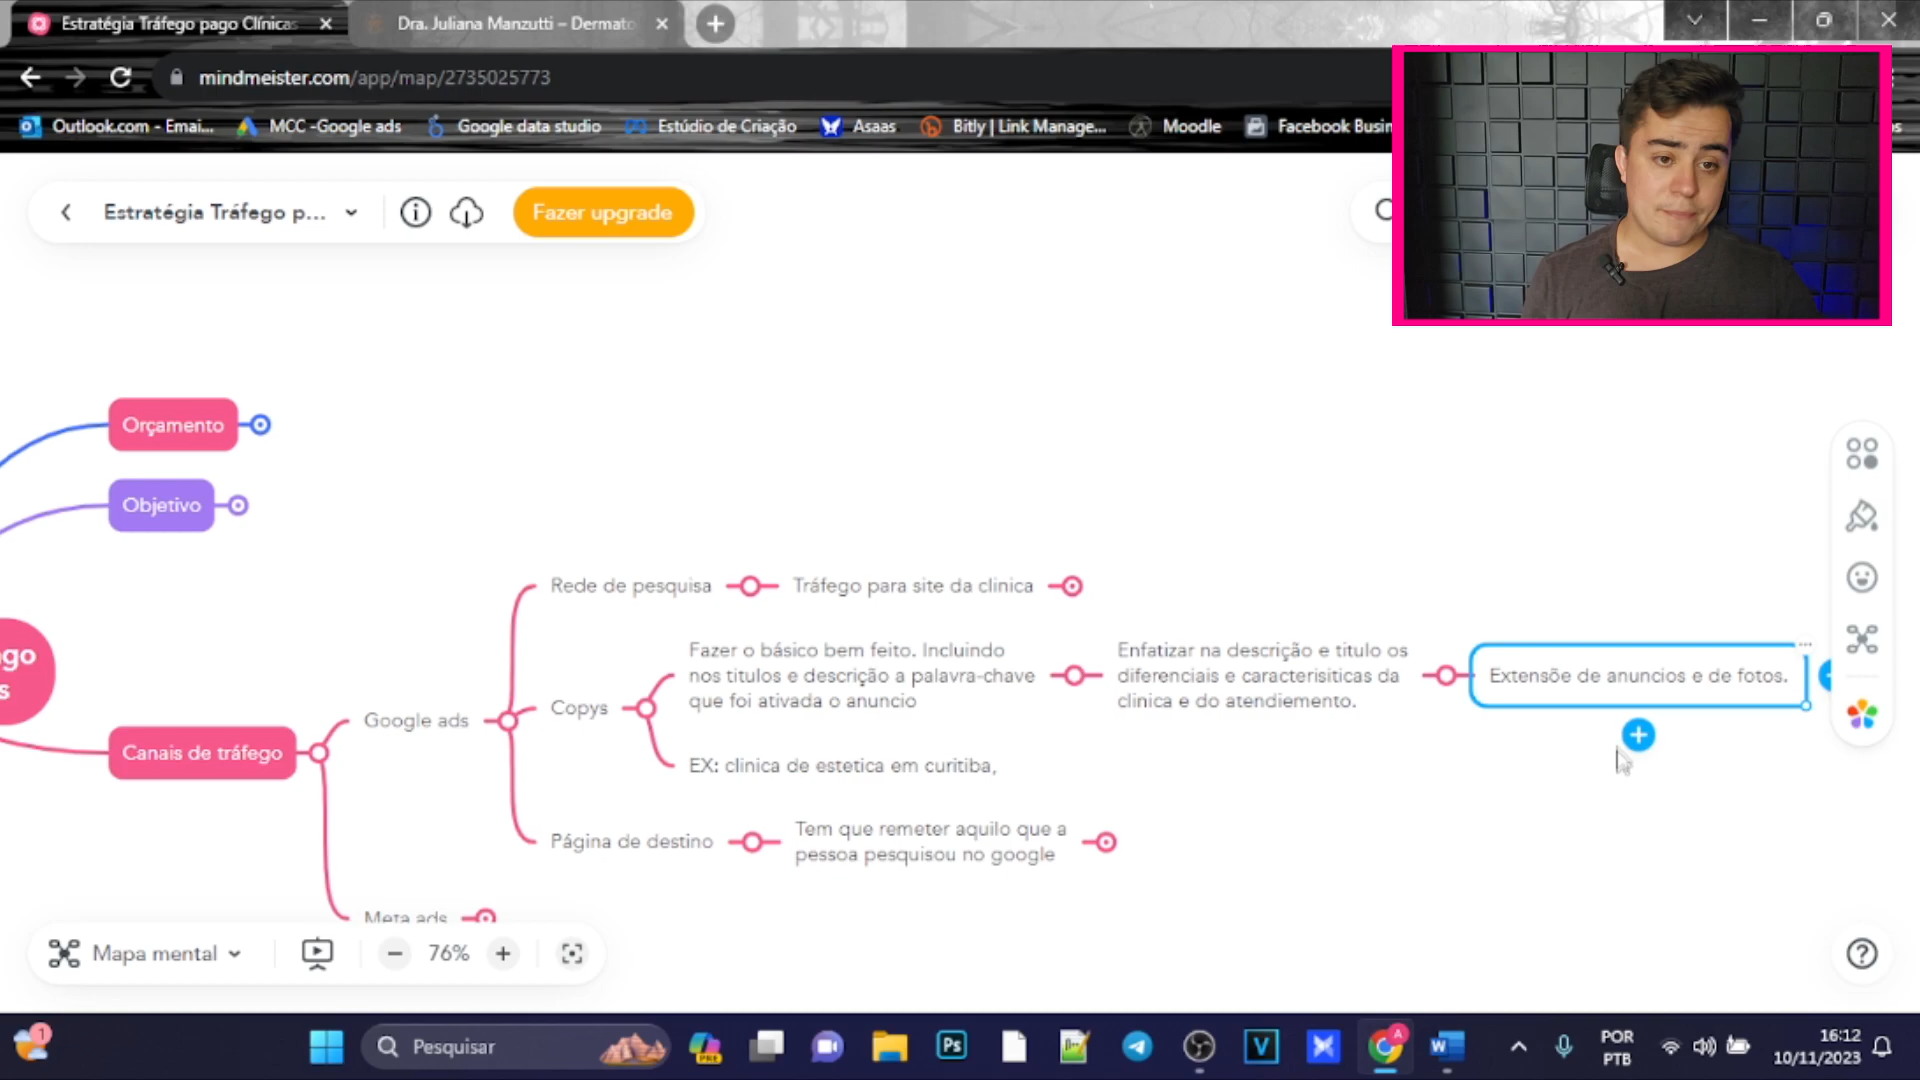 Estratégia Tráfego pago Clínicas
Dra. Juliana Manzutti – Dermato
mindmeister.com/app/map/2735025773
Outlook.com - Emai...
MCC -Google ads
Google data studio
Estúdio de Criação
Asaas
Bitly | Link Manage...
Moodle
Facebook Busin
Estratégia Tráfego p...
Fazer upgrade
Orçamento
Objetivo
Rede de pesquisa
Tráfego para site da clinica
Fazer o básico bem feito. Incluindo
nos titulos e descrição a palavra-chave
que foi ativada o anuncio
Enfatizar na descrição e titulo os
diferenciais e caracterisiticas da
clinica e do atendiemento.
Extensõe de anuncios e de fotos.
Copys
Google ads
Canais de tráfego
EX: clinica de estetica em curitiba,
Página de destino
Tem que remeter aquilo que a
pessoa pesquisou no google
Meta ads
Mapa mental
76%
1
Pesquisar
PRE
Ps
V
A
W
POR
PTB
16:12
10/11/2023